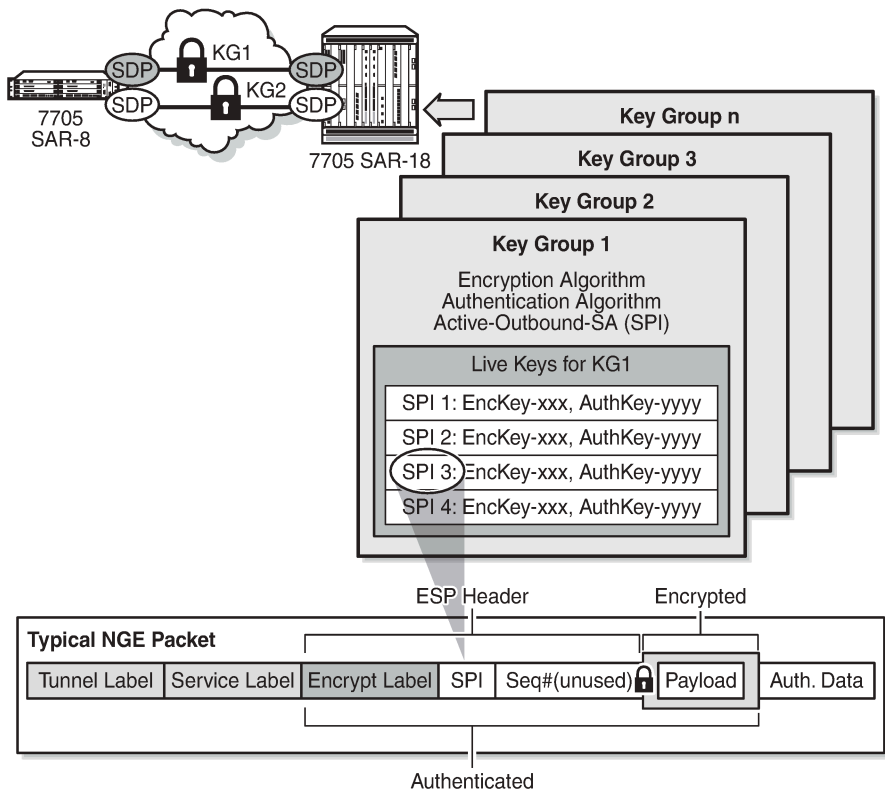 SDP
KG1
SDP
SDP
KG2
SDP
7705
SAR-8
7705 SAR-18
Key Group n
Key Group 3
Key Group 2
Key Group 1
Encryption Algorithm
Authentication Algorithm
Active-Outbound-SA (SPI)
Live Keys for KG1
SPI 1: EncKey-xxx, AuthKey-yyyy
SPI 2: EncKey-xxx, AuthKey-yyyy
SPI 3: EncKey-xxx, AuthKey-yyyy
SPI 4: EncKey-xxx, AuthKey-yyyy
ESP Header
Encrypted
Typical NGE Packet
Tunnel Label
Service Label
Encrypt Label
SPI
Seq#(unused)
Payload
Auth. Data
Authenticated